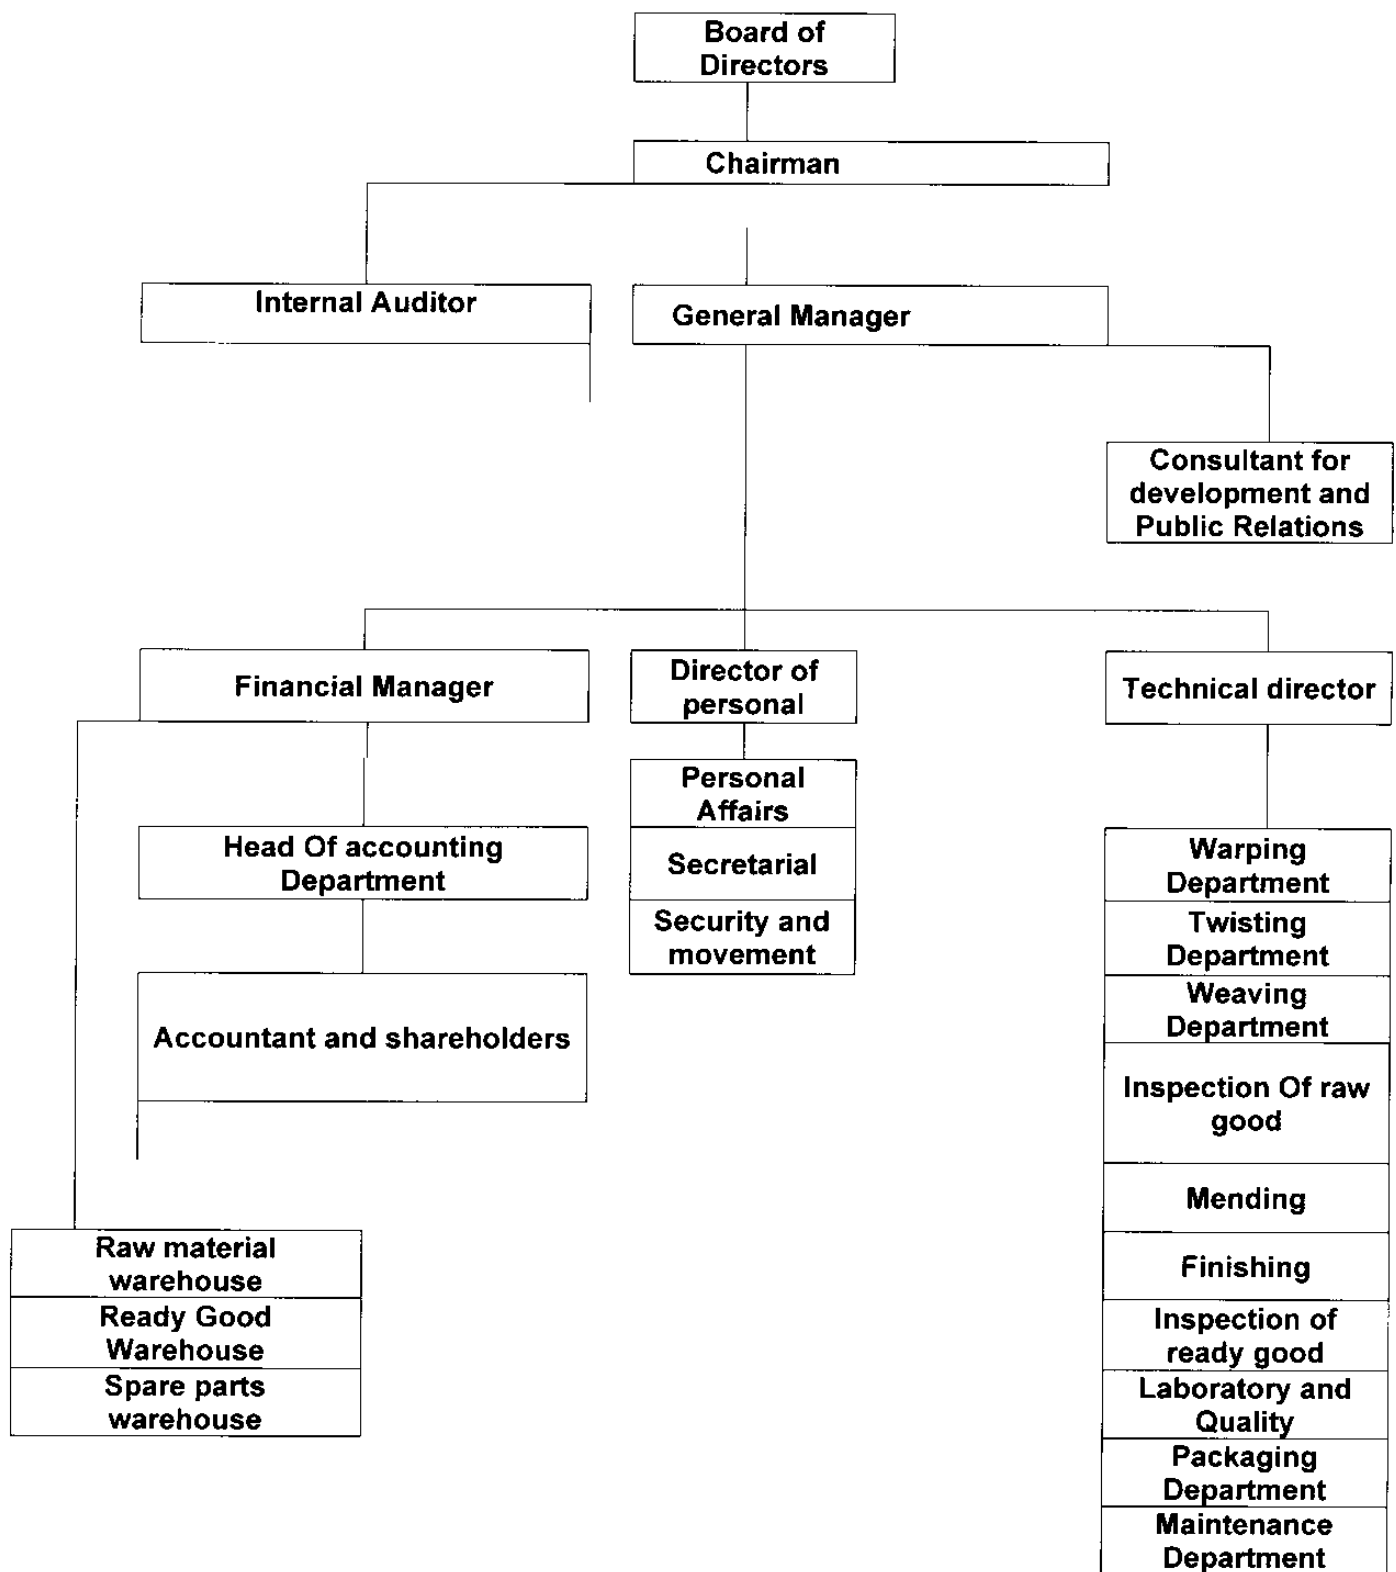 Board of
Directors
Chairman
Internal Auditor
General Manager
Consultant for
development and
Public Relations
Financial Manager
Director of
personal
Technical director
Personal
Affairs
Secretarial
Security and
movement
Head Of accounting
Department
Accountant and shareholders
Raw material
warehouse
Ready Good
Warehouse
Spare parts
warehouse
Warping
Department
Twisting
Department
Weaving
Department
Inspection Of raw
good
Mending
Finishing
Inspection of
ready good
Laboratory and
Quality
Packaging
Department
Maintenance
Department